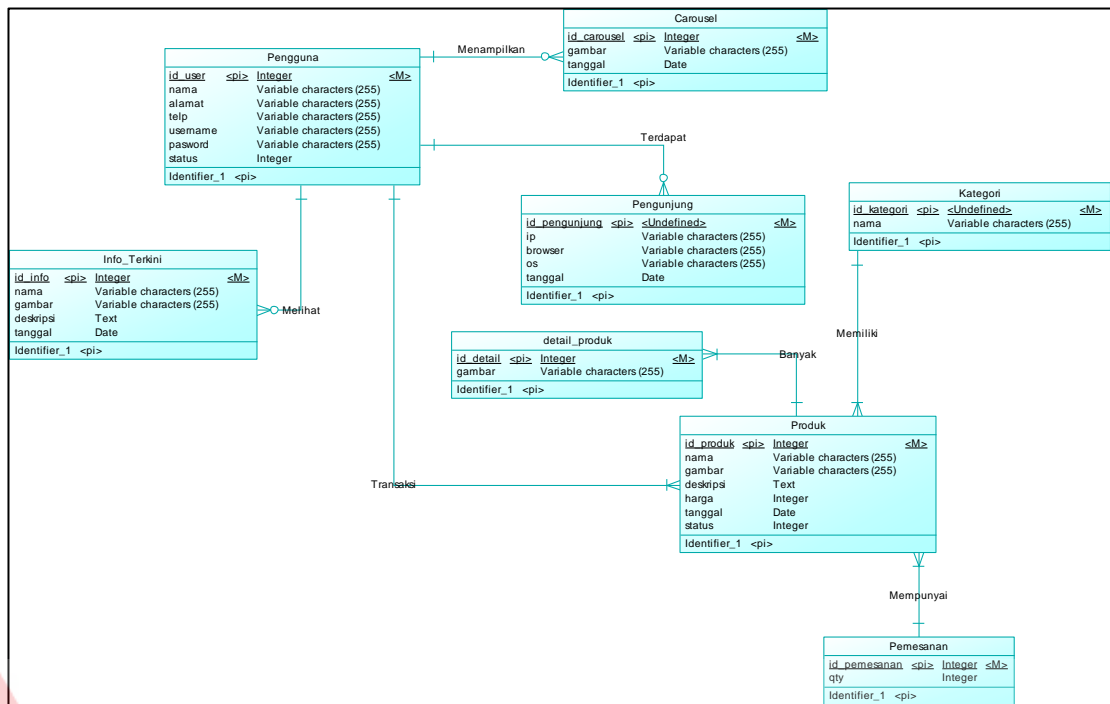 Carousel
id_carousel <pi> Integer <M>
gambar Variable characters (255)
tanggal Date
Identifier_1 <pi>
Menampilkan
Pengguna
id_user <pi> Integer <M>
nama Variable characters (255)
alamat Variable characters (255)
telp Variable characters (255)
username Variable characters (255)
pasword Variable characters (255)
status Integer
Identifier_1 <pi>
Terdapat
Pengunjung
id_pengunjung <pi> <Undefined> <M>
ip Variable characters (255)
browser Variable characters (255)
os Variable characters (255)
tanggal Date
Identifier_1 <pi>
Kategori
id_kategori <pi> <Undefined> <M>
nama Variable characters (255)
Identifier_1 <pi>
Info_Terkini
id_info <pi> Integer <M>
nama Variable characters (255)
gambar Variable characters (255)
deskripsi Text
tanggal Date
Identifier_1 <pi>
Melihat
Memiliki
detail_produk
id_detail <pi> Integer <M>
gambar Variable characters (255)
Identifier_1 <pi>
Banyak
Produk
id_produk <pi> Integer <M>
nama Variable characters (255)
gambar Variable characters (255)
deskripsi Text
harga Integer
tanggal Date
status Integer
Identifier_1 <pi>
Transaksi
Mempunyai
Pemesanan
id_pemesanan <pi> Integer <M>
qty Integer
Identifier_1 <pi>